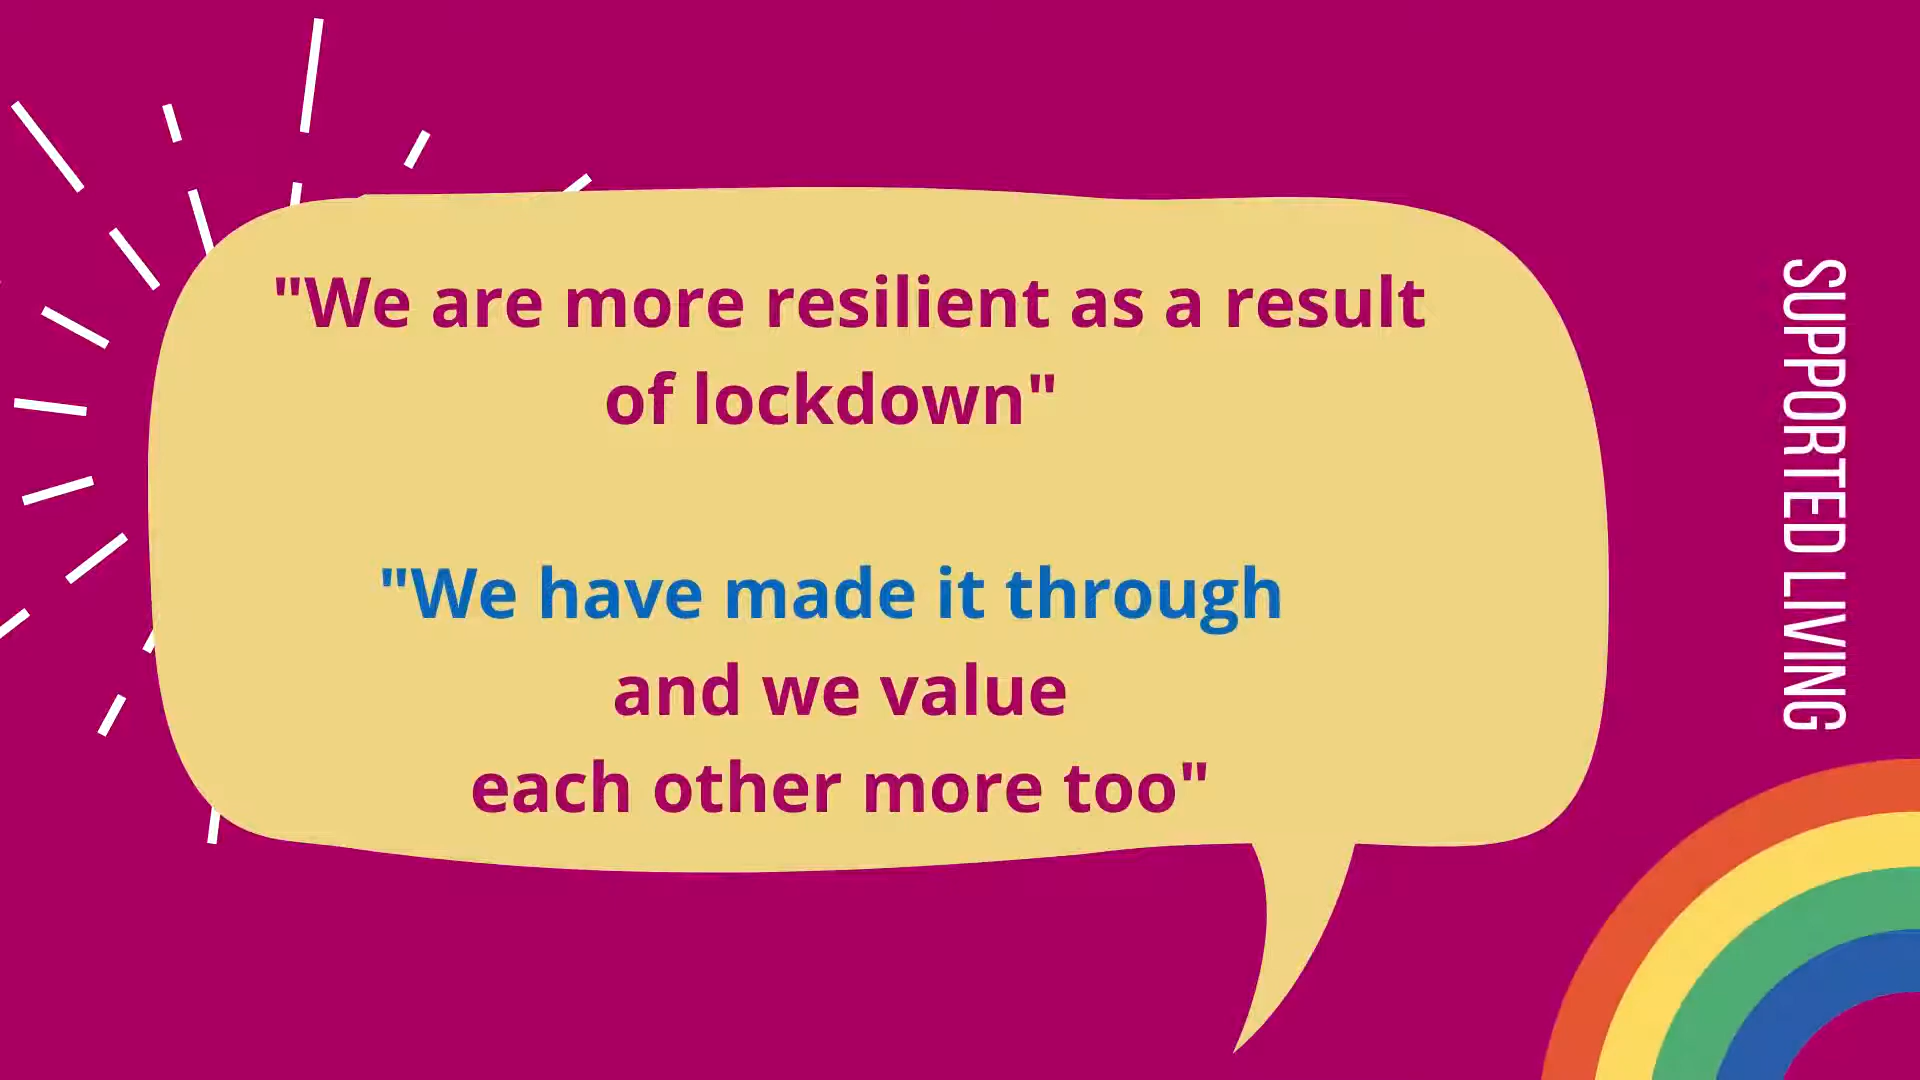 "We are more resilient as a result
of lockdown"
"We have made it through
and we value
each other more too"
SUPPORTED LIVING